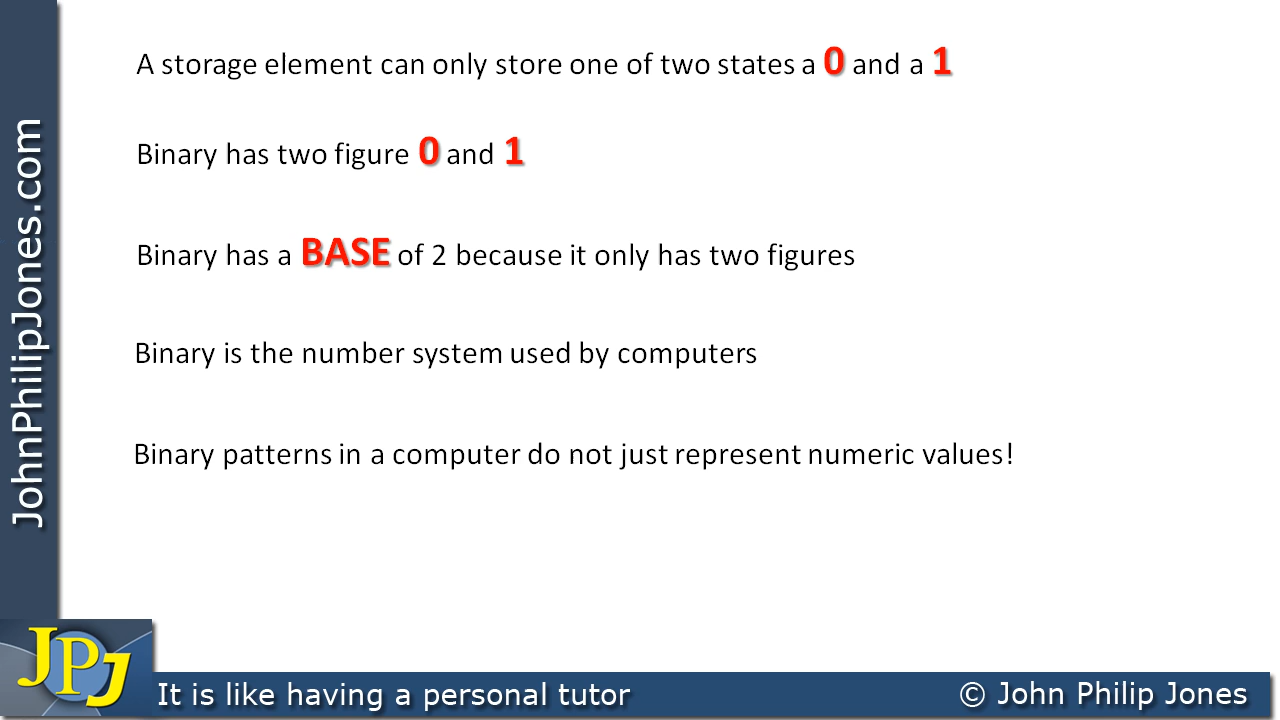 A storage element can only store one of two states a 0 and a 1
Binary has two figure 0 and 1
Binary has a BASE of 2 because it only has two figures
Binary is the number system used by computers
Binary patterns in a computer do not just represent numeric values!
JohnPhilipJones.com
JPJ
It is like having a personal tutor
© John Philip Jones